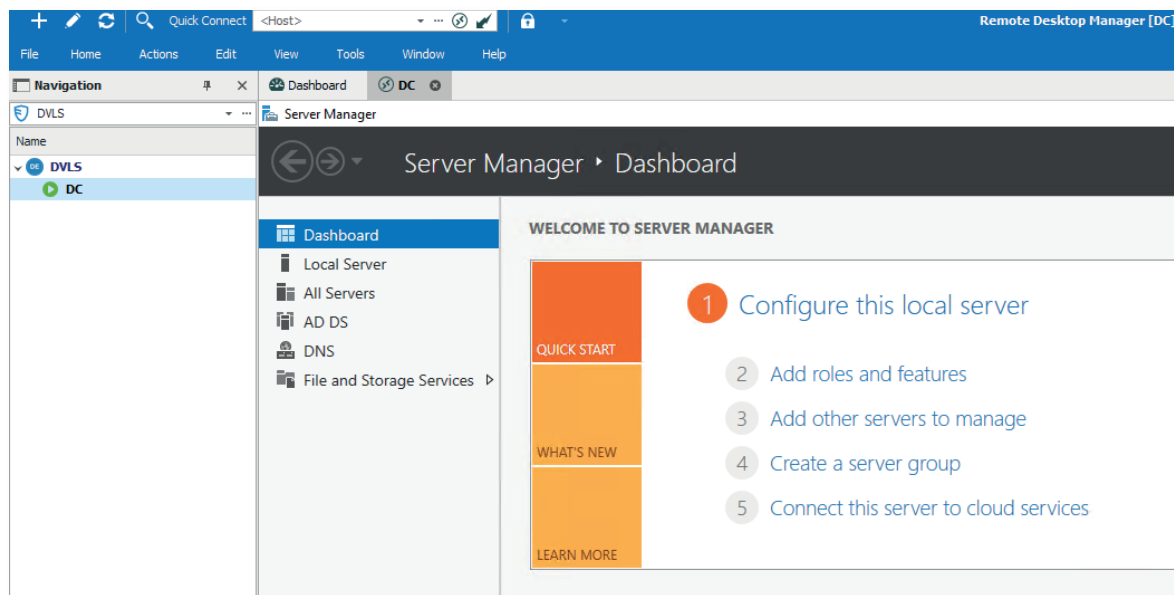 Quick Connect <Host> Remote Desktop Manager [DC]
File Home Actions Edit View Tools Window Help
Navigation
DVLS
Name
DE DVLS
DC
Dashboard DC
Server Manager
Server Manager ‣ Dashboard
Dashboard
Local Server
All Servers
AD DS
DNS
File and Storage Services
WELCOME TO SERVER MANAGER
QUICK START
WHAT'S NEW
LEARN MORE
1 Configure this local server
2 Add roles and features
3 Add other servers to manage
4 Create a server group
5 Connect this server to cloud services